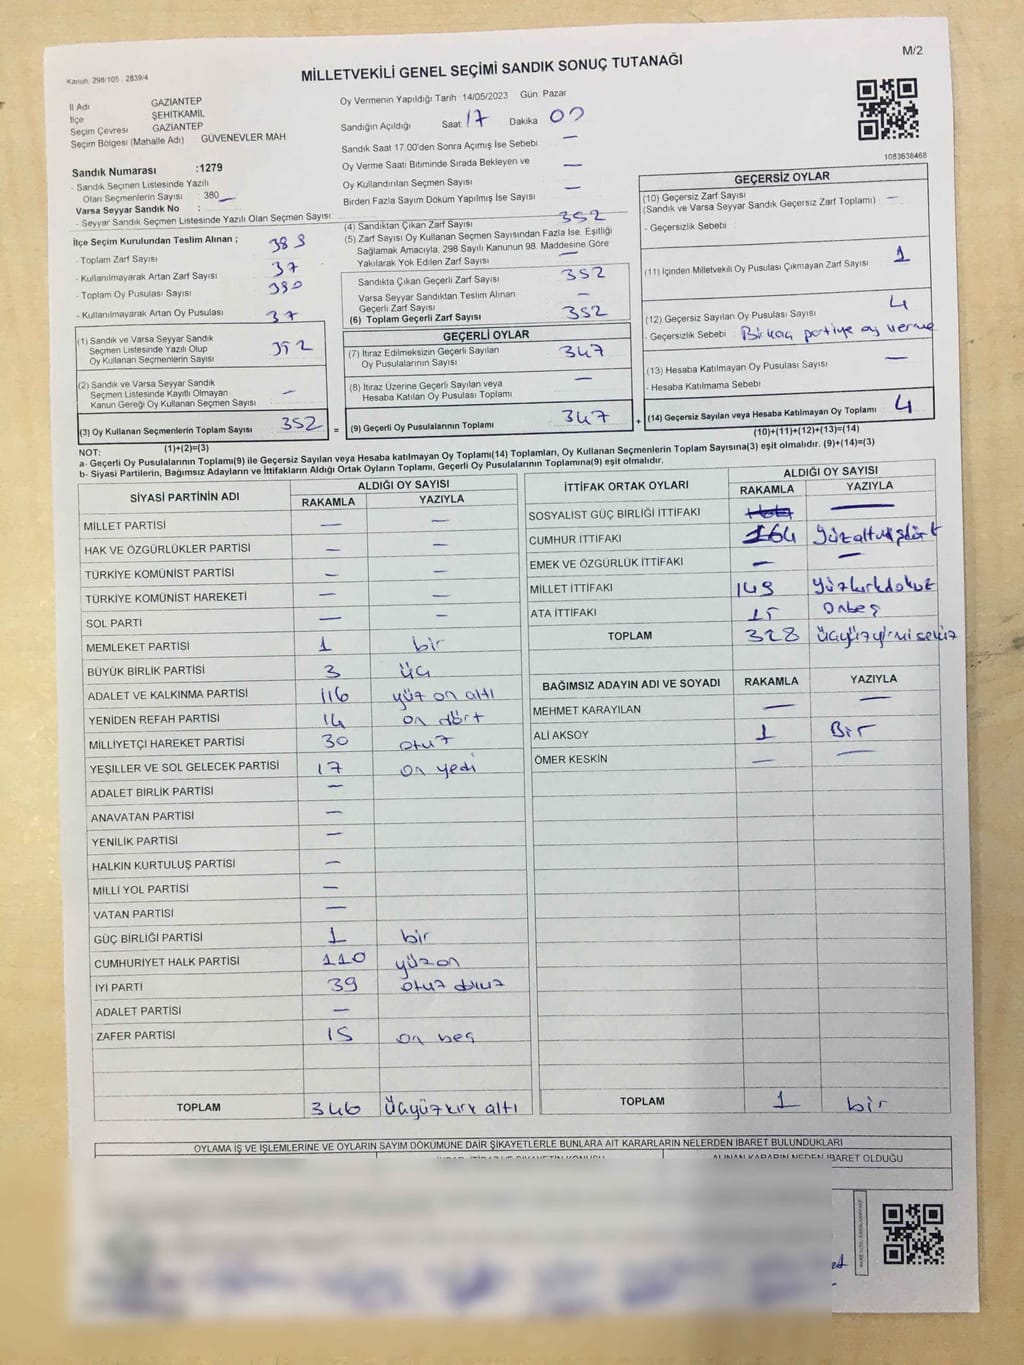 M/2
Kanun, 298/105 , 2839/4
MİLLETVEKİLİ GENEL SEÇİMİ SANDIK SONUÇ TUTANAĞI
İl Adı GAZİANTEP
İlçe ŞEHİTKAMİL
Seçim Çevresi GAZİANTEP
Seçim Bölgesi (Mahalle Adı) GÜVENEVLER MAH.
Oy Vermenin Yapıldığı Tarih 14/05/2023 Gün: Pazar
Sandığın Açıldığı Saat 17 Dakika 00
Sandık Saat 17:00'den Sonra Açımış İse Sebebi —
Oy Verme Saati Bitiminde Sırada Bekleyen ve —
Oy Kullandırılan Seçmen Sayısı
Birden Fazla Sayım Döküm Yapılmış İse Sayısı —
1083638468
Sandık Numarası :1279
- Sandık Seçmen Listesinde Yazılı
Olan Seçmenlerin Sayısı : 380
Varsa Seyyar Sandık No :
- Seyyar Sandık Seçmen Listesinde Yazılı Olan Seçmen Sayısı
İlçe Seçim Kurulundan Teslim Alınan ;
- Toplam Zarf Sayısı 389
- Kullanılmayarak Artan Zarf Sayısı 37
- Toplam Oy Pusulası Sayısı
- Kullanılmayarak Artan Oy Pusulası 37
(1) Sandık ve Varsa Seyyar Sandık
Seçmen Listesinde Yazılı Olup
Oy Kullanan Seçmenlerin Sayısı 352
(2) Sandık ve Varsa Seyyar Sandık
Seçmen Listesinde Kayıtlı Olmayan
Kanun Gereği Oy Kullanan Seçmen Sayısı —
(3) Oy Kullanan Seçmenlerin Toplam Sayısı 352
(1)+(2)=(3)
(4) Sandıktan Çıkan Zarf Sayısı 352
(5) Zarf Sayısı Oy Kullanan Seçmen Sayısından Fazla İse, Eşitliği
Sağlamak Amacıyla, 298 Sayılı Kanunun 98. Maddesine Göre
Yakılarak Yok Edilen Zarf Sayısı —
Sandıkta Çıkan Geçerli Zarf Sayısı 352
Varsa Seyyar Sandıktan Teslim Alınan
Geçerli Zarf Sayısı —
(6) Toplam Geçerli Zarf Sayısı 352
GEÇERLİ OYLAR
(7) İtiraz Edilmeksizin Geçerli Sayılan
Oy Pusulalarının Sayısı 347
(8) İtiraz Üzerine Geçerli Sayılan veya
Hesaba Katılan Oy Pusulası Toplamı —
= (9) Geçerli Oy Pusulalarının Toplamı 347
GEÇERSİZ OYLAR
(10) Geçersiz Zarf Sayısı —
(Sandık ve Varsa Seyyar Sandık Geçersiz Zarf Toplamı)
- Geçersizlik Sebebi
(11) İçinden Milletvekili Oy Pusulası Çıkmayan Zarf Sayısı 1
(12) Geçersiz Sayılan Oy Pusulası Sayısı 4
- Geçersizlik Sebebi Birkaç partiye oy verme
(13) Hesaba Katılmayan Oy Pusulası Sayısı —
- Hesaba Katılmama Sebebi
+ (14) Geçersiz Sayılan veya Hesaba Katılmayan Oy Toplamı 4
(10)+(11)+(12)+(13)=(14)
NOT:
a- Geçerli Oy Pusulalarının Toplamı(9) ile Geçersiz Sayılan veya Hesaba katılmayan Oy Toplamı(14) Toplamları, Oy Kullanan Seçmenlerin Toplam Sayısına(3) eşit olmalıdır. (9)+(14)=(3)
b- Siyasi Partilerin, Bağımsız Adayların ve İttifakların Aldığı Ortak Oyların Toplamı, Geçerli Oy Pusulalarının Toplamına(9) eşit olmalıdır.
SİYASİ PARTİNİN ADI ALDIĞI OY SAYISI
RAKAMLA YAZIYLA
MİLLET PARTİSİ — —
HAK VE ÖZGÜRLÜKLER PARTİSİ — —
TÜRKİYE KOMÜNİST PARTİSİ — —
TÜRKİYE KOMÜNİST HAREKETİ — —
SOL PARTİ — —
MEMLEKET PARTİSİ 1 bir
BÜYÜK BİRLİK PARTİSİ 3 üç
ADALET VE KALKINMA PARTİSİ 116 yüz on altı
YENİDEN REFAH PARTİSİ 14 on dört
MİLLİYETÇİ HAREKET PARTİSİ 30 otuz
YEŞİLLER VE SOL GELECEK PARTİSİ 17 on yedi
ADALET BİRLİK PARTİSİ —
ANAVATAN PARTİSİ —
YENİLİK PARTİSİ —
HALKIN KURTULUŞ PARTİSİ —
MİLLİ YOL PARTİSİ —
VATAN PARTİSİ —
GÜÇ BİRLİĞİ PARTİSİ 1 bir
CUMHURİYET HALK PARTİSİ 110 yüzon
İYİ PARTİ 39 otuz dokuz
ADALET PARTİSİ —
ZAFER PARTİSİ 15 on beş
TOPLAM 346 üçyüzkırk altı
İTTİFAK ORTAK OYLARI ALDIĞI OY SAYISI
RAKAMLA YAZIYLA
SOSYALİST GÜÇ BİRLİĞİ İTTİFAKI —
CUMHUR İTTİFAKI 164 yüzaltmışdört
EMEK VE ÖZGÜRLÜK İTTİFAKI — —
MİLLET İTTİFAKI 149 yüzkırkdokuz
ATA İTTİFAKI 15 onbeş
TOPLAM 328 üçyüzyirmisekiz
BAĞIMSIZ ADAYIN ADI VE SOYADI RAKAMLA YAZIYLA
MEHMET KARAYILAN — —
ALİ AKSOY 1 Bir
ÖMER KESKİN — —
TOPLAM 1 bir
OYLAMA İŞ VE İŞLEMLERİNE VE OYLARIN SAYIM DÖKÜMÜNE DAİR ŞİKAYETLERLE BUNLARA AİT KARARLARIN NELERDEN İBARET BULUNDUKLARI
ALINAN KARARIN NEDEN İBARET OLDUĞU